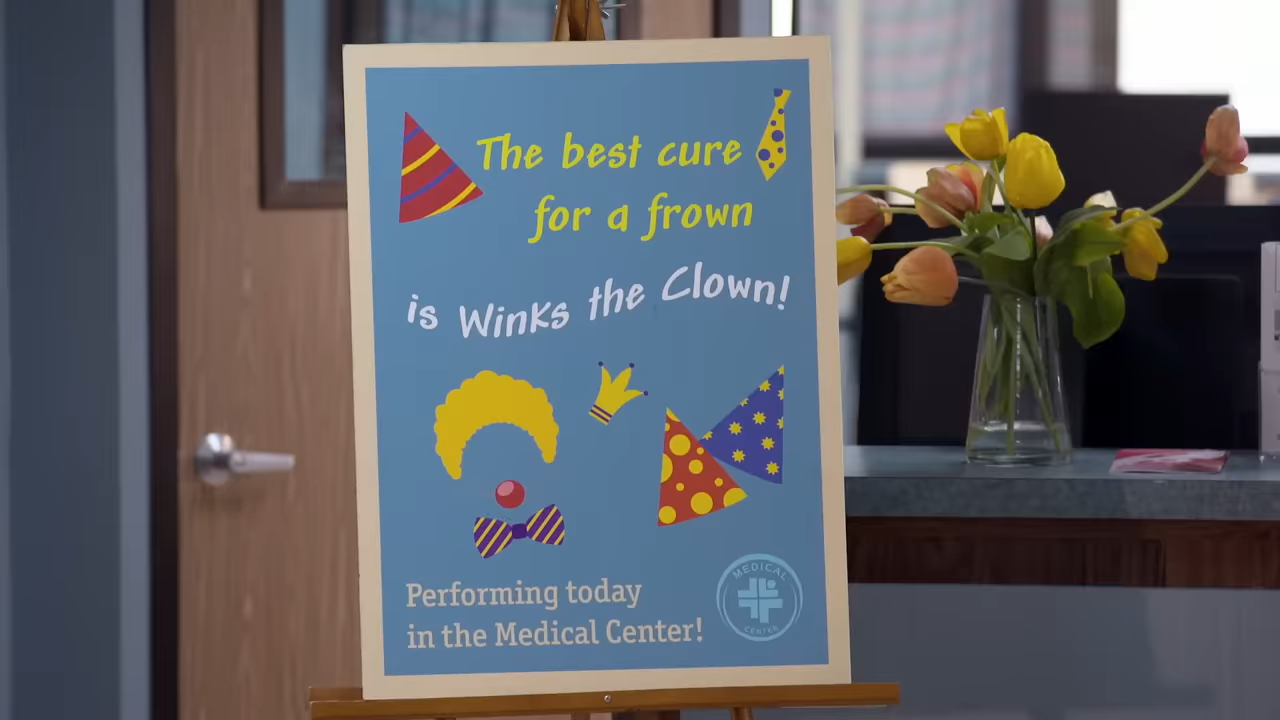 The best cure
for a frown
is Winks the Clown!
Performing today
in the Medical Center!
MEDICAL
CENTER